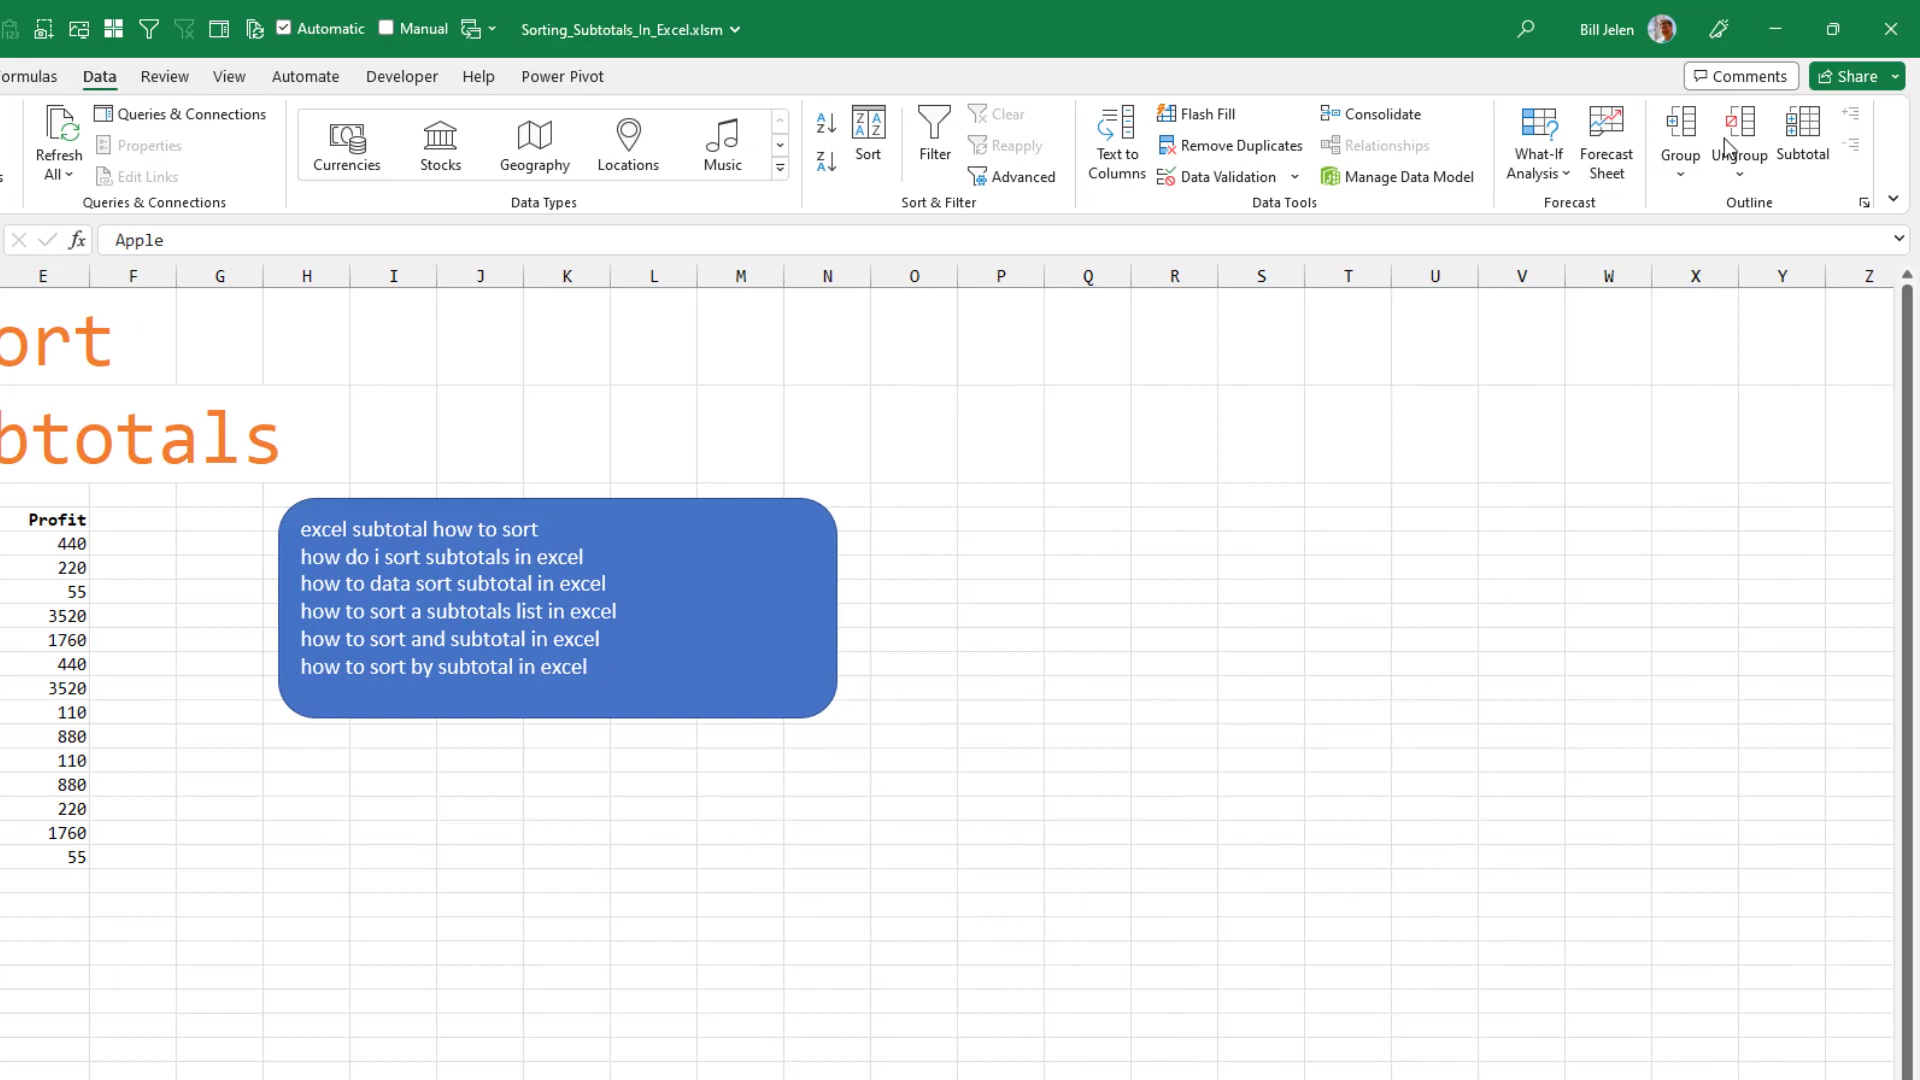 Automatic Manual Sorting_Subtotals_In_Excel.xlsm Bill Jelen
ormulas Data Review View Automate Developer Help Power Pivot Comments Share
Refresh All
Queries & Connections
Properties
Edit Links
Queries & Connections
Currencies Stocks Geography Locations Music
Data Types
Sort
Filter
Clear
Reapply
Advanced
Sort & Filter
Text to Columns
Flash Fill
Remove Duplicates
Data Validation
Consolidate
Relationships
Manage Data Model
Data Tools
What-If Analysis
Forecast Sheet
Forecast
Group Ungroup Subtotal
Outline
fx Apple
E F G H I J K L M N O P Q R S T U V W X Y Z
ort
btotals
Profit
440
220
55
3520
1760
440
3520
110
880
110
880
220
1760
55
excel subtotal how to sort
how do i sort subtotals in excel
how to data sort subtotal in excel
how to sort a subtotals list in excel
how to sort and subtotal in excel
how to sort by subtotal in excel